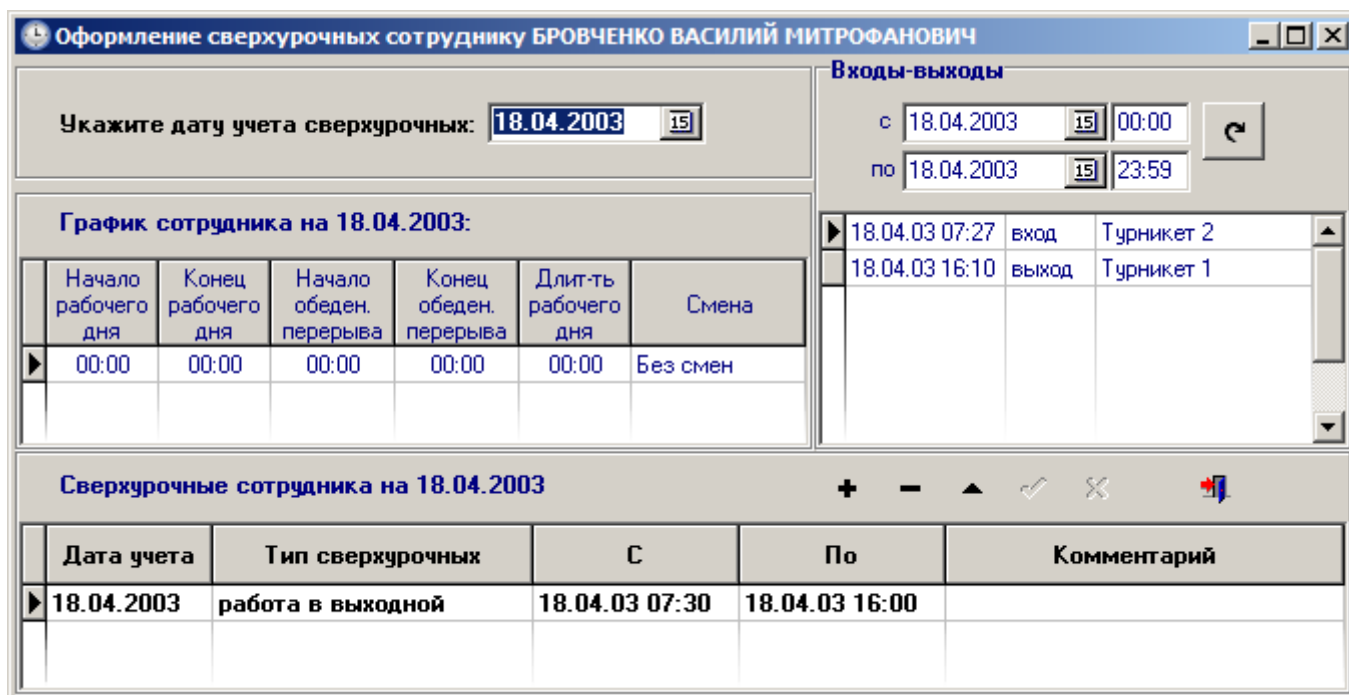 Оформление сверхурочных сотруднику БРОВЧЕНКО ВАСИЛИЙ МИТРОФАНОВИЧ
Укажите дату учета сверхурочных: 18.04.2003 15
Входы-выходы
с 18.04.2003 15 00:00
по 18.04.2003 15 23:59
18.04.03 07:27 вход Турникет 2
18.04.03 16:10 выход Турникет 1
График сотрудника на 18.04.2003:
Начало рабочего дня Конец рабочего дня Начало обеден. перерыва Конец обеден. перерыва Длит-ть рабочего дня Смена
00:00 00:00 00:00 00:00 00:00 Без смен
Сверхурочные сотрудника на 18.04.2003
Дата учета Тип сверхурочных С По Комментарий
18.04.2003 работа в выходной 18.04.03 07:30 18.04.03 16:00